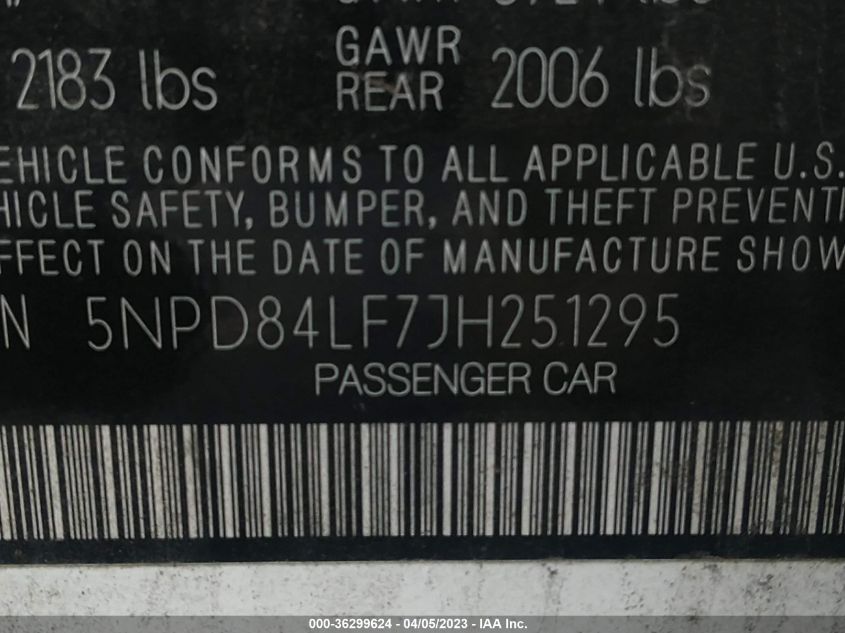 2183 lbs GAWR REAR 2006 lbs
EHICLE CONFORMS TO ALL APPLICABLE U.S.
HICLE SAFETY, BUMPER, AND THEFT PREVENTI
FFECT ON THE DATE OF MANUFACTURE SHOW
N 5NPD84LF7JH251295
PASSENGER CAR
000-36299624 - 04/05/2023 - © IAA Inc.